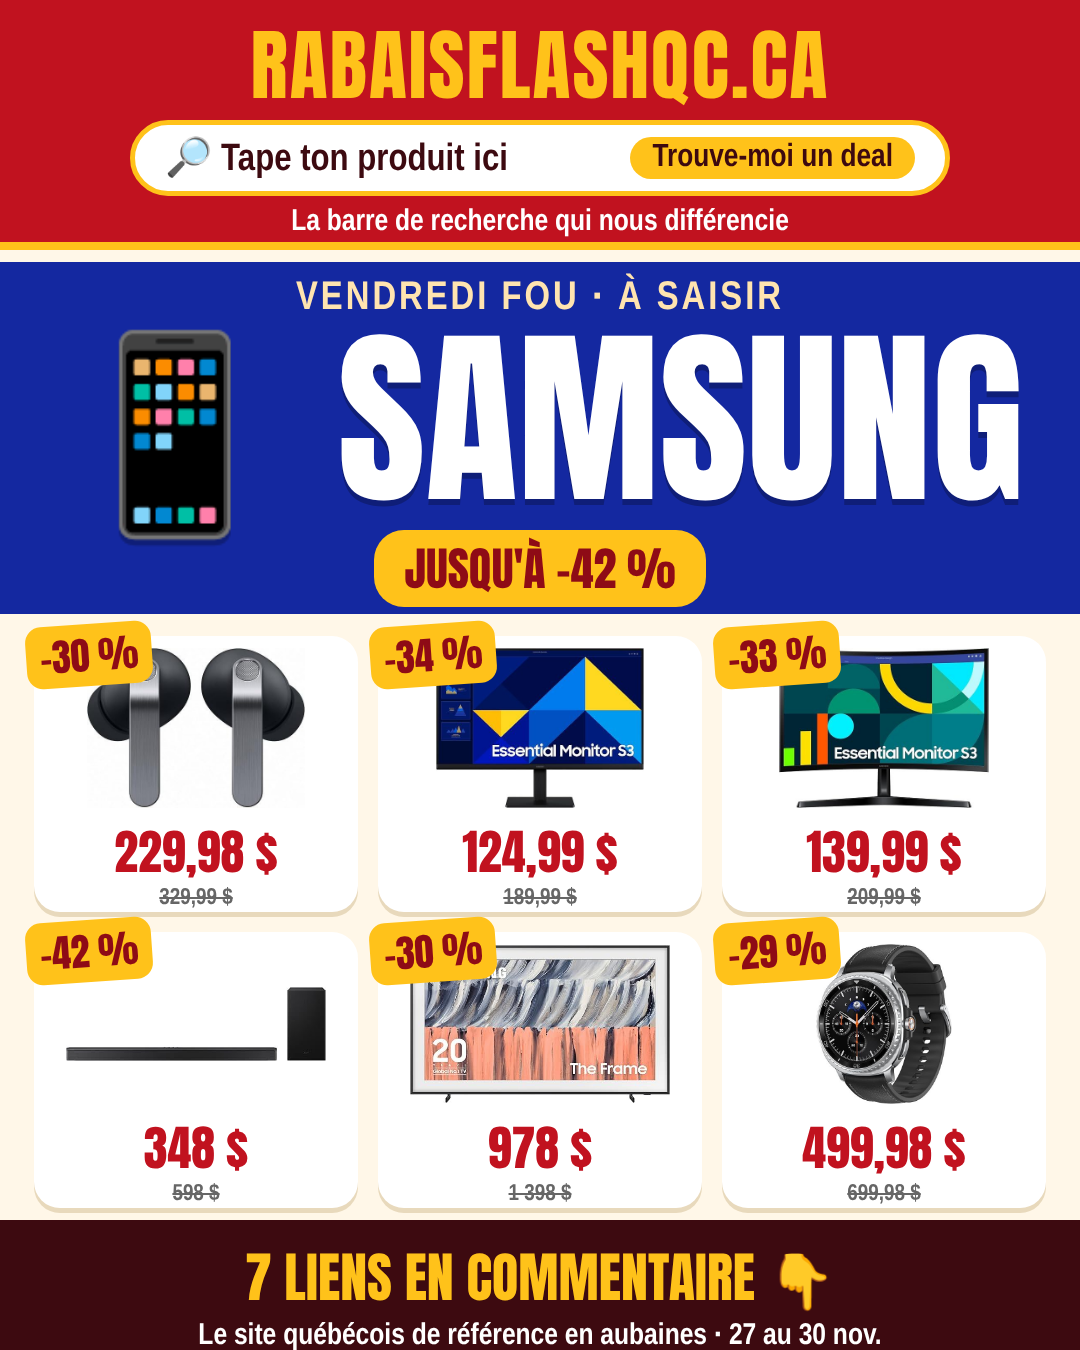 RABAISFLASHQC.CA
🔎 Tape ton produit ici
Trouve-moi un deal
La barre de recherche qui nous différencie
VENDREDI FOU · À SAISIR
SAMSUNG
JUSQU'À -42 %
-30 %
229,98 $
329,99 $
-34 %
Essential Monitor S3
124,99 $
189,99 $
-33 %
Essential Monitor S3
139,99 $
209,99 $
-42 %
348 $
598 $
-30 %
20
The Frame
978 $
1 398 $
-29 %
499,98 $
699,98 $
7 LIENS EN COMMENTAIRE 👇
Le site québécois de référence en aubaines · 27 au 30 nov.